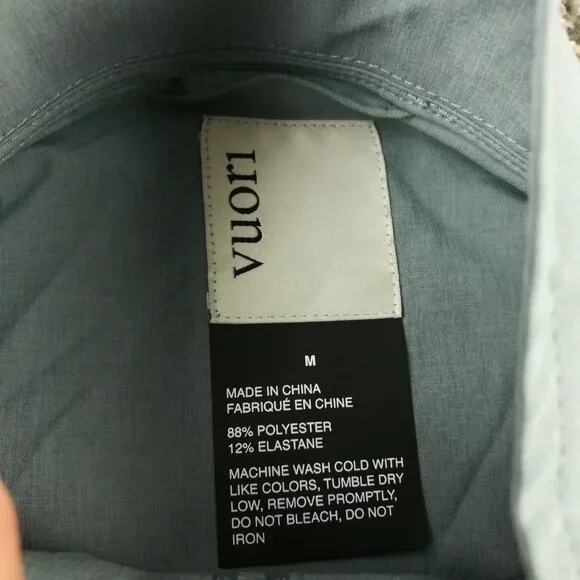 vuori
M
MADE IN CHINA
FABRIQUÉ EN CHINE
88% POLYESTER
12% ELASTANE
MACHINE WASH COLD WITH
LIKE COLORS, TUMBLE DRY
LOW, REMOVE PROMPTLY,
DO NOT BLEACH, DO NOT
IRON